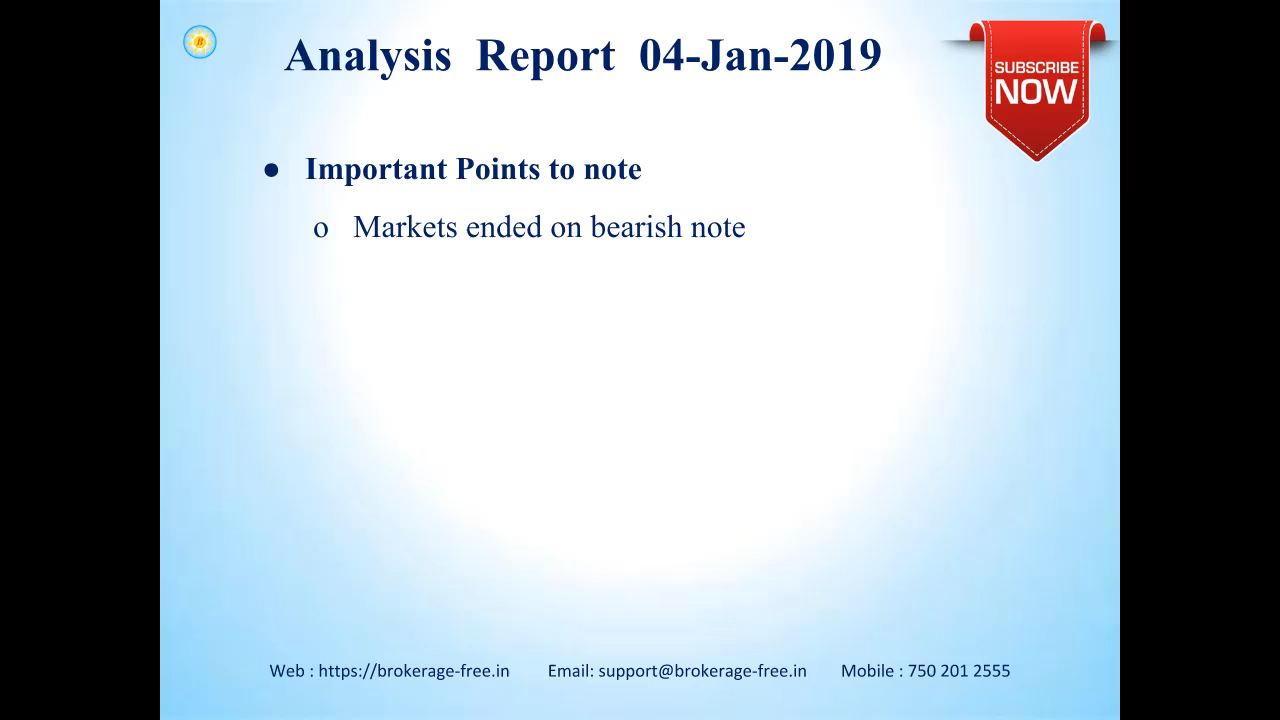 Analysis Report 04-Jan-2019
SUBSCRIBE
NOW
● Important Points to note
o Markets ended on bearish note
Web : https://brokerage-free.in Email: support@brokerage-free.in Mobile : 750 201 2555